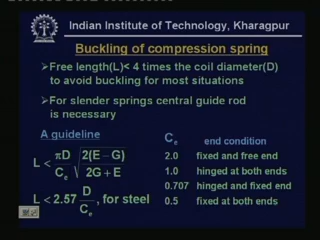 Indian Institute of Technology, Kharagpur
Buckling of compression spring
➢Free length(L)< 4 times the coil diameter(D)
to avoid buckling for most situations
➢For slender springs central guide rod
is necessary
A guideline
L < πD/Cₑ √(2(E − G)/(2G + E))
L < 2.57 D/Cₑ, for steel
Cₑ end condition
2.0 fixed and free end
1.0 hinged at both ends
0.707 hinged and fixed end
0.5 fixed at both ends